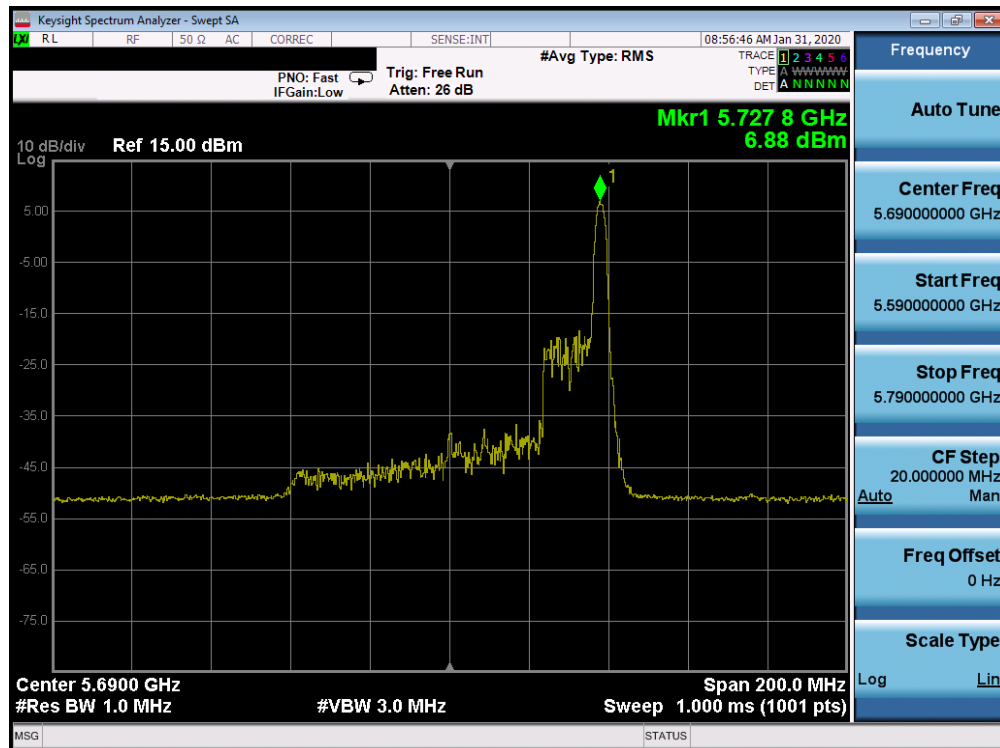 Keysight Spectrum Analyzer - Swept SA
LXI RL RF 50 Ω AC CORREC SENSE:INT 08:56:46 AM Jan 31, 2020
PNO: Fast
IFGain:Low
Trig: Free Run
Atten: 26 dB
#Avg Type: RMS
TRACE 1 2 3 4 5 6
TYPE A WWWWW
DET A N N N N N
Mkr1 5.727 8 GHz
6.88 dBm
10 dB/div
Log
Ref 15.00 dBm
1
5.00
-5.00
-15.0
-25.0
-35.0
-45.0
-55.0
-65.0
-75.0
Center 5.6900 GHz
#Res BW 1.0 MHz
#VBW 3.0 MHz
Span 200.0 MHz
Sweep 1.000 ms (1001 pts)
MSG
STATUS
Frequency
Auto Tune
Center Freq
5.690000000 GHz
Start Freq
5.590000000 GHz
Stop Freq
5.790000000 GHz
CF Step
20.000000 MHz
Auto Man
Freq Offset
0 Hz
Scale Type
Log Lin